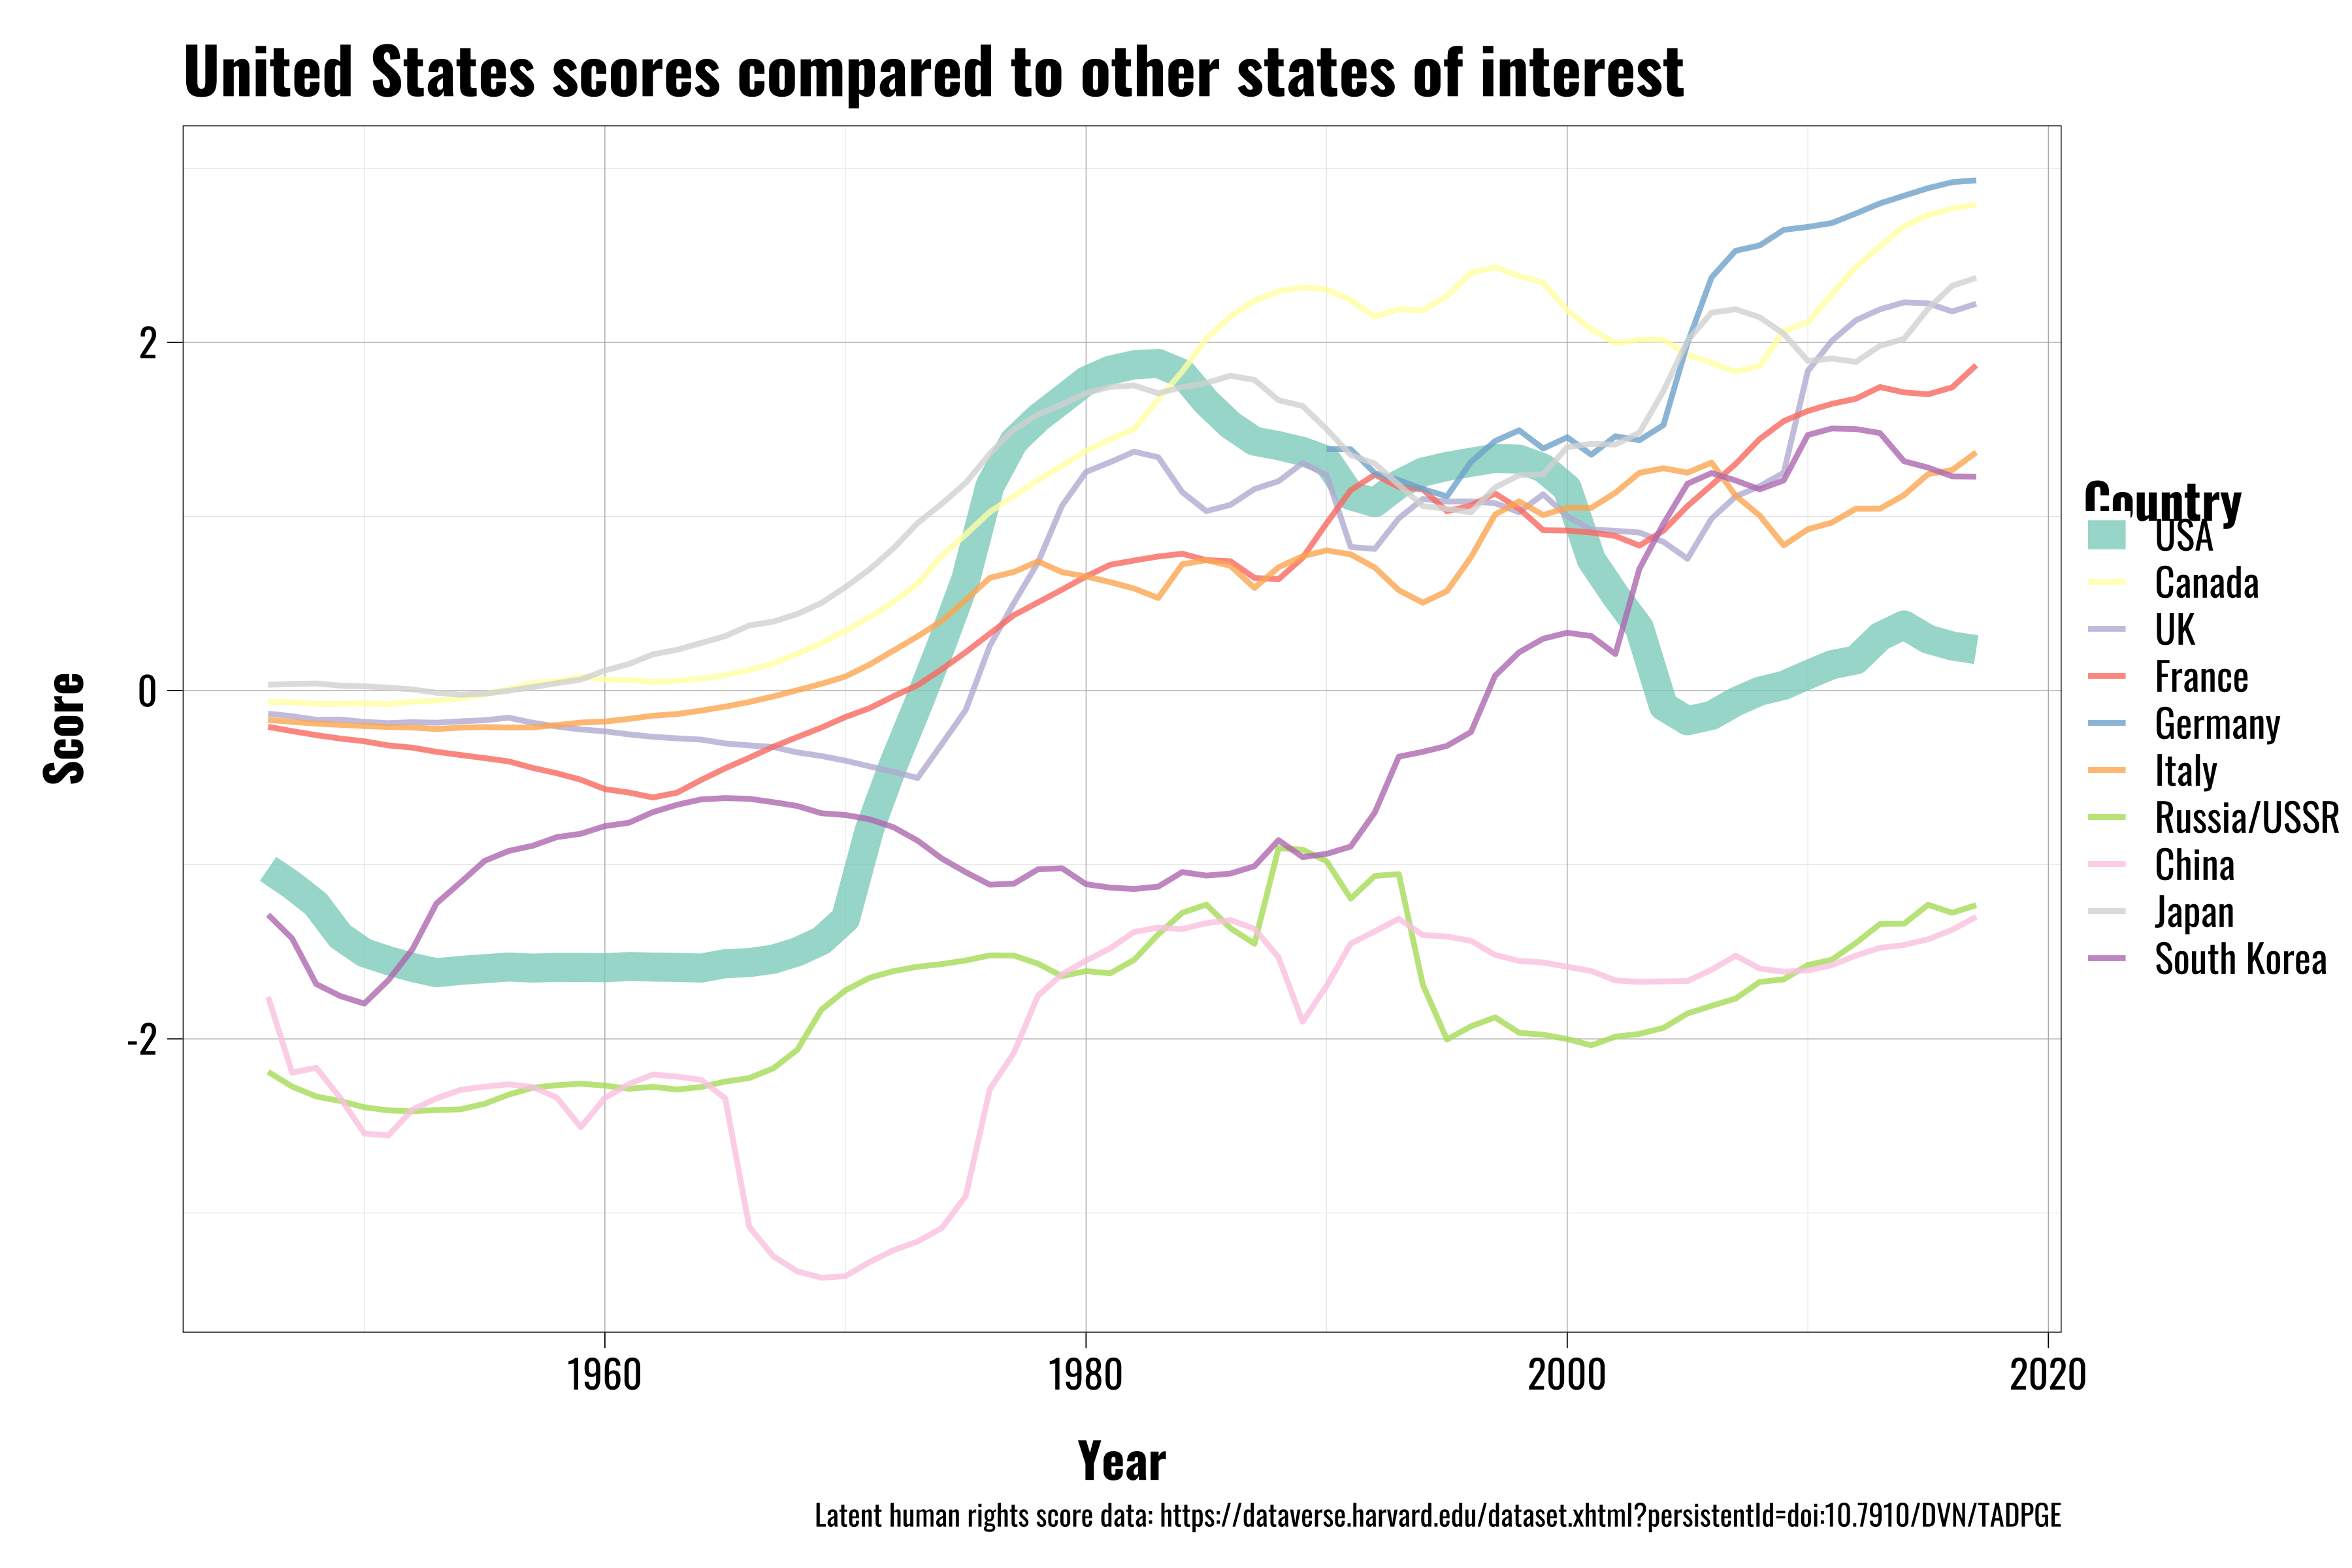 United States scores compared to other states of interest
Score
2
0
-2
1960 1980 2000 2020
Year
Country
USA
Canada
UK
France
Germany
Italy
Russia/USSR
China
Japan
South Korea
Latent human rights score data: https://dataverse.harvard.edu/dataset.xhtml?persistentId=doi:10.7910/DVN/TADPGE